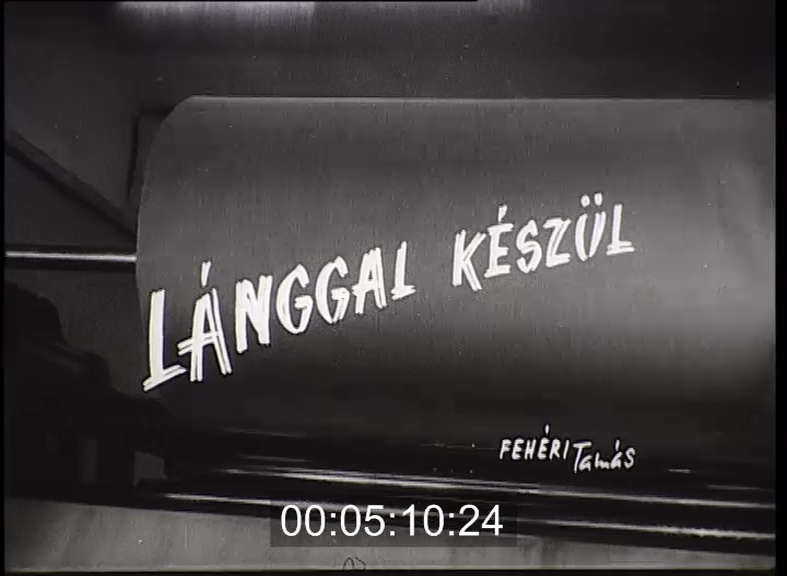 LÁNGGAL KÉSZÜL
FEHÉRI Tamás
00:05:10:24